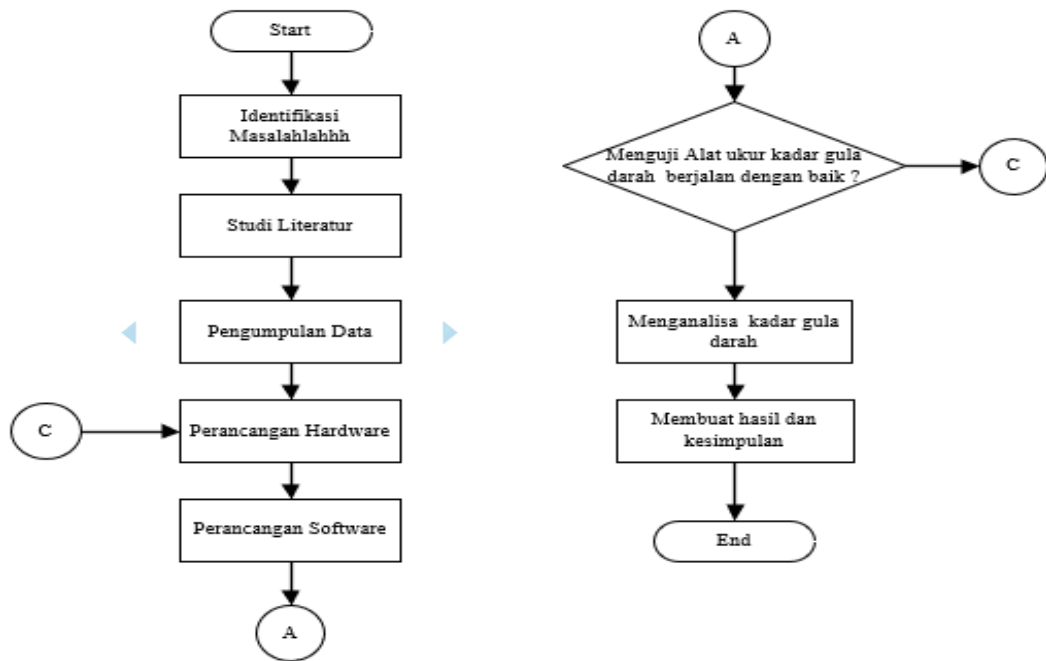 Start
Identifikasi
Masalahlahhh
Studi Literatur
Pengumpulan Data
C
Perancangan Hardware
Perancangan Software
A
A
Menguji Alat ukur kadar gula
darah berjalan dengan baik ?
C
Menganalisa kadar gula
darah
Membuat hasil dan
kesimpulan
End